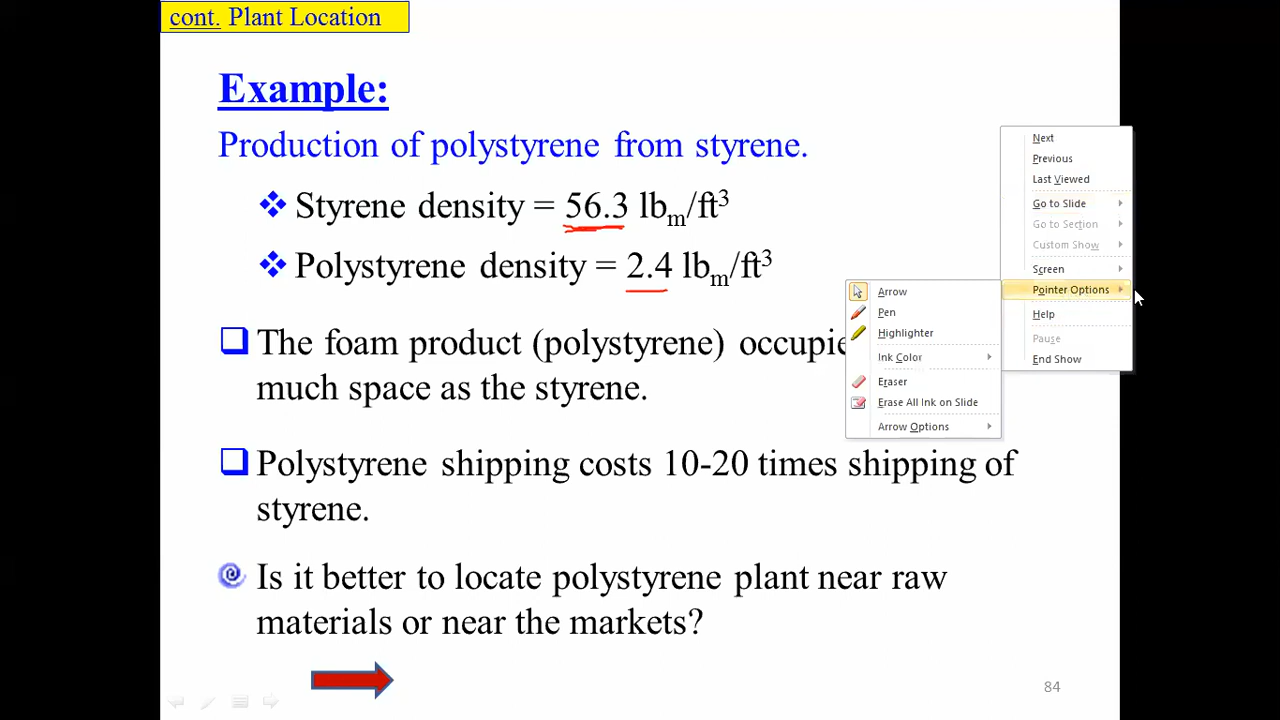 cont. Plant Location
Example:
Production of polystyrene from styrene.
Styrene density = 56.3 lbm/ft3
Polystyrene density = 2.4 lbm/ft3
The foam product (polystyrene) occupie
much space as the styrene.
Polystyrene shipping costs 10-20 times shipping of
styrene.
Is it better to locate polystyrene plant near raw
materials or near the markets?
84
Next
Previous
Last Viewed
Go to Slide
Go to Section
Custom Show
Screen
Pointer Options
Help
Pause
End Show
Arrow
Pen
Highlighter
Ink Color
Eraser
Erase All Ink on Slide
Arrow Options